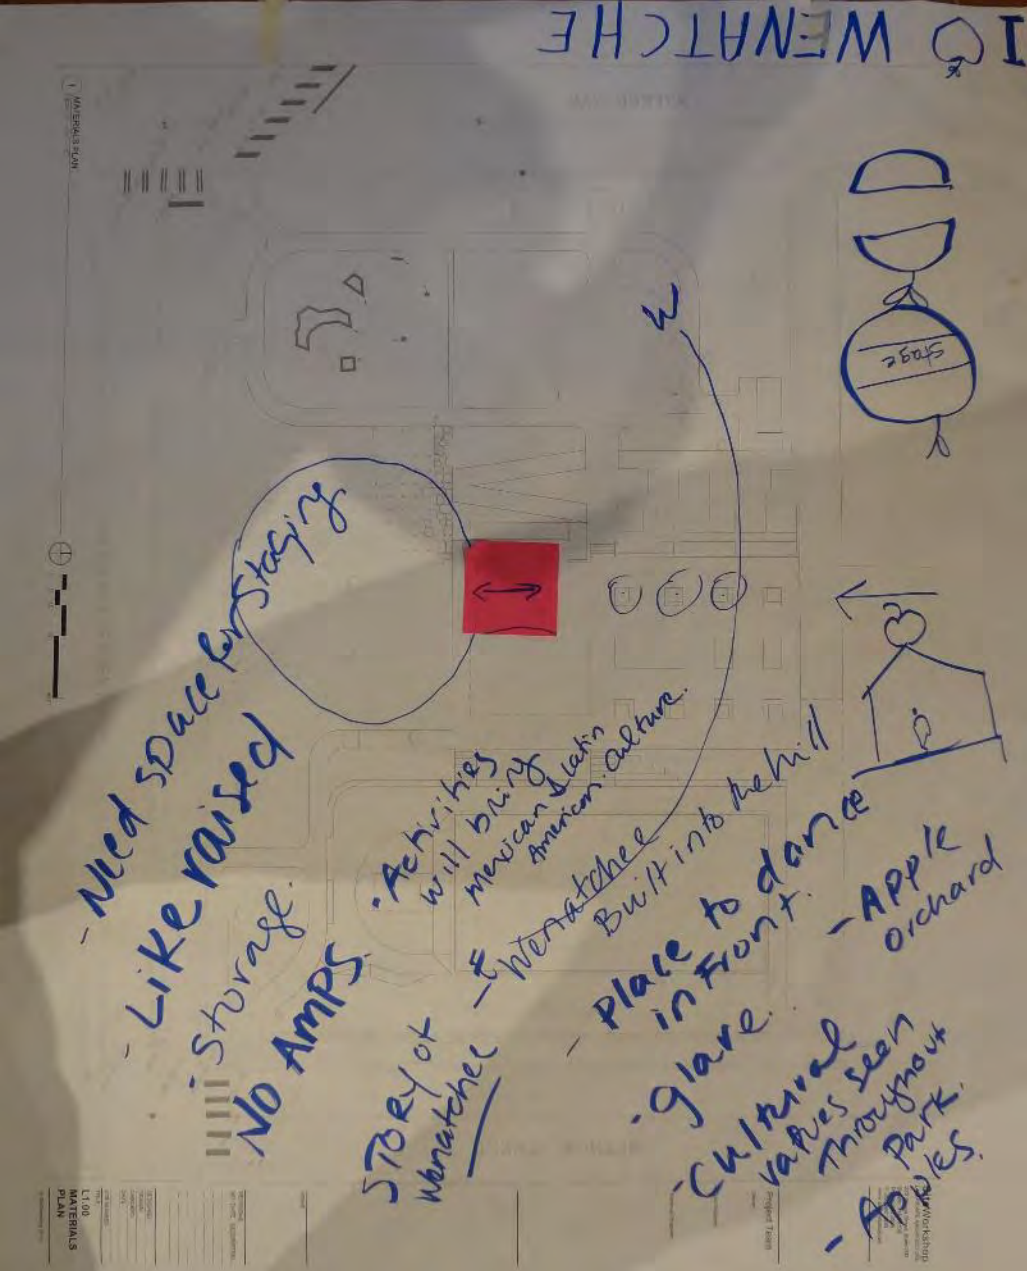 I WENATCHE
stage
- Need space for Staging
- Like raised
- Storage.
No AMPS.
• Activities
will bring
Mexican & Latin
American culture.
STORY of
Wenatchee
Wenatchee
Built into the hill
- Place to dance
in Front.
- glare.
- Apple
orchard
- Cultural
values seen
Throughout
Park.
- Apples.
1
MATERIALS PLAN
L1.00
MATERIALS
PLAN
Project Team